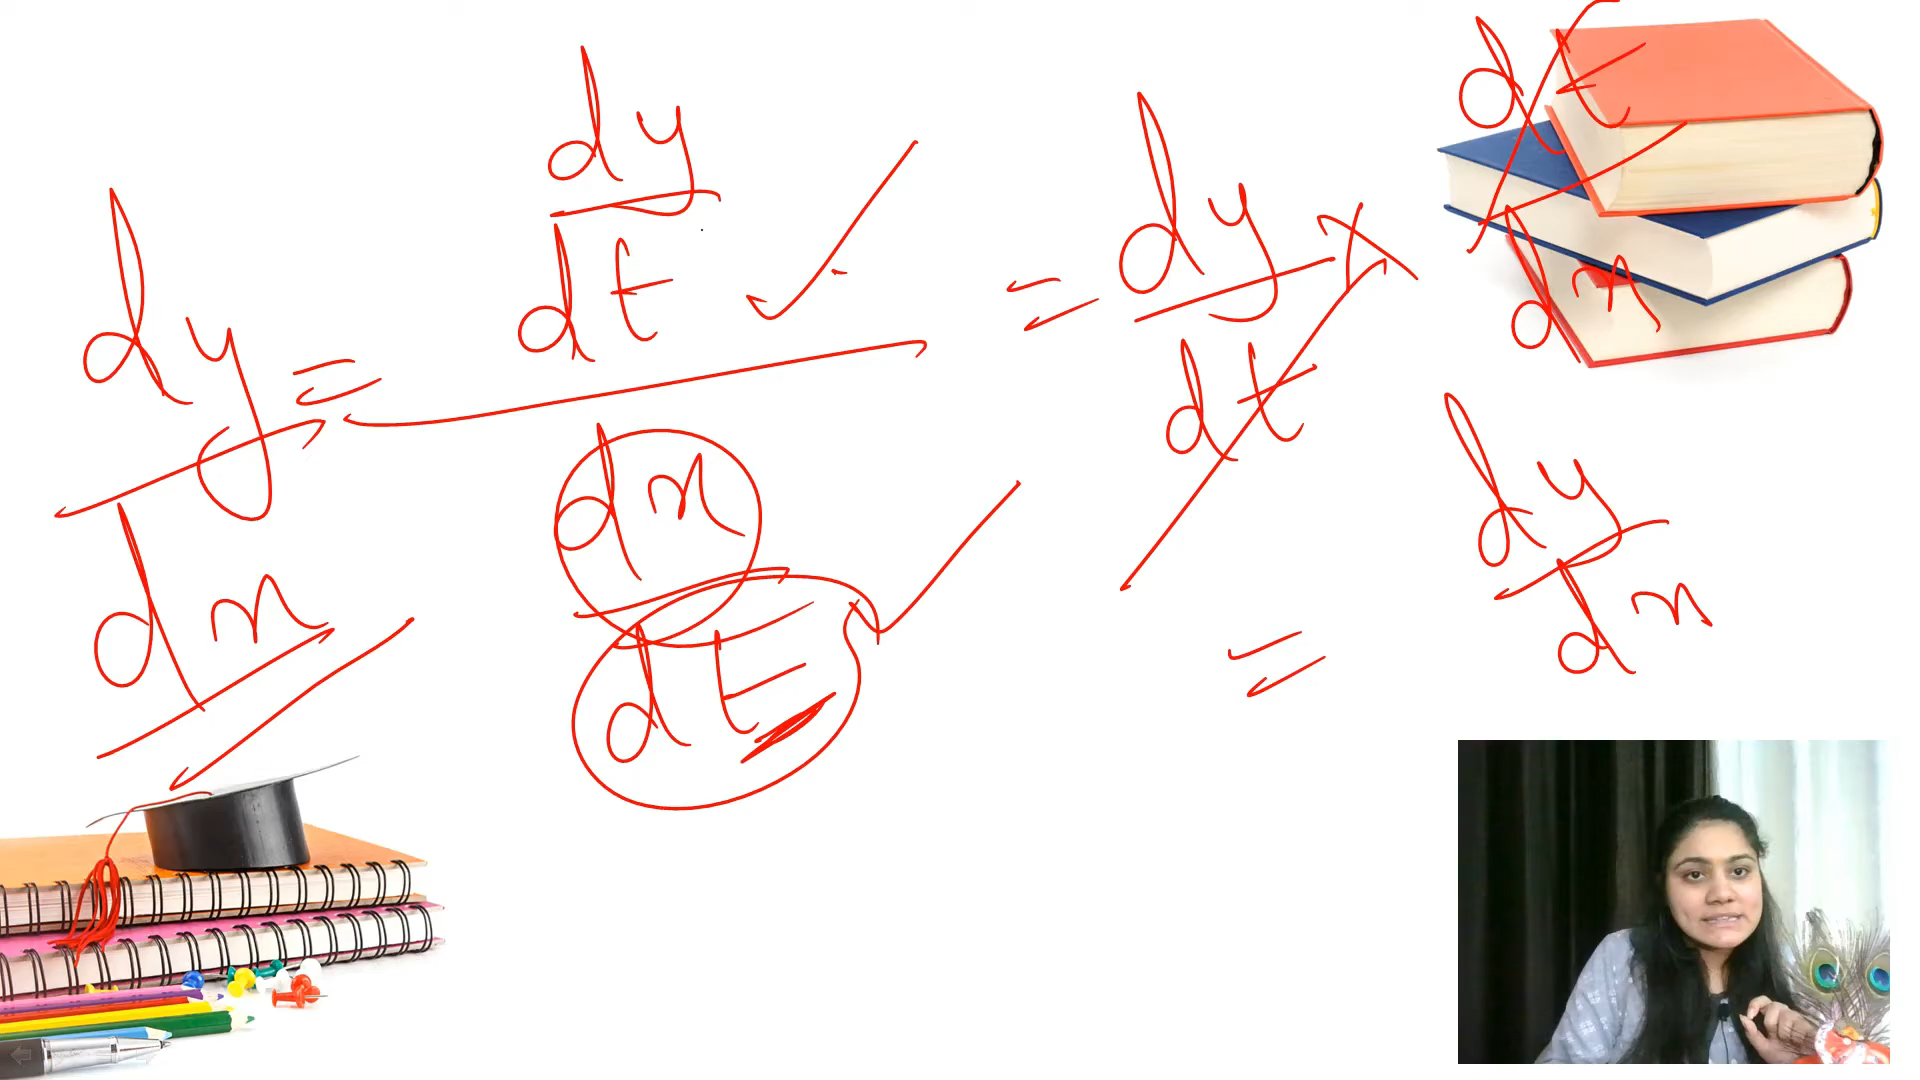 dy/dx = (dy/dt)/(dx/dt) = dy/dt × dt/dx
= dy/dx